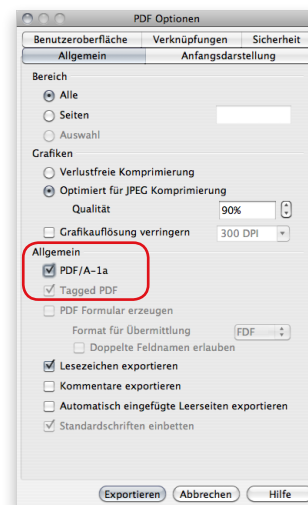 PDF Optionen
Benutzeroberfläche Verknüpfungen Sicherheit
Allgemein Anfangsdarstellung
Bereich
Alle
Seiten
Auswahl
Grafiken
Verlustfreie Komprimierung
Optimiert für JPEG Komprimierung
Qualität 90%
Grafikauflösung verringern 300 DPI
Allgemein
PDF/A-1a
Tagged PDF
PDF Formular erzeugen
Format für Übermittlung FDF
Doppelte Feldnamen erlauben
Lesezeichen exportieren
Kommentare exportieren
Automatisch eingefügte Leerseiten exportieren
Standardschriften einbetten
Exportieren Abbrechen Hilfe